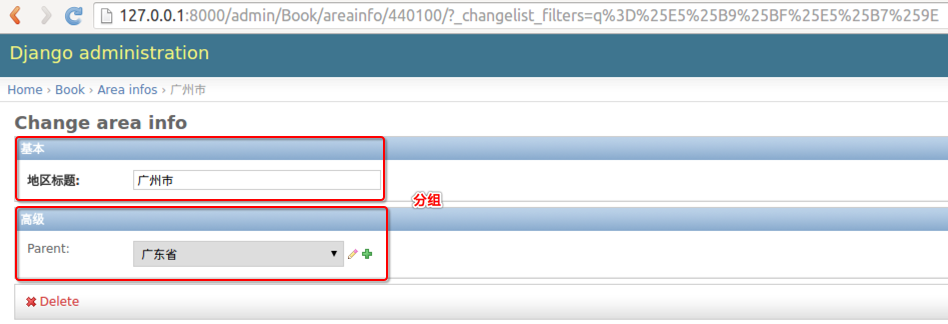 127.0.0.1:8000/admin/Book/areainfo/440100/?_changelist_filters=q%3D%25E5%25B9%25BF%25E5%25B7%259E
Django administration
Home › Book › Area infos › 广州市
Change area info
基本
地区标题: 广州市
分组
高级
Parent: 广东省
Delete